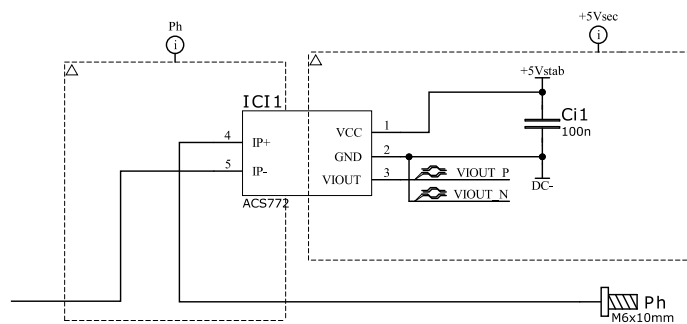 Ph
i
+5Vsec
i
+5Vstab
ICI1
4 IP+
5 IP-
VCC 1
GND 2
VIOUT 3
ACS772
Ci1
100n
VIOUT_P
VIOUT_N
DC-
Ph
M6x10mm